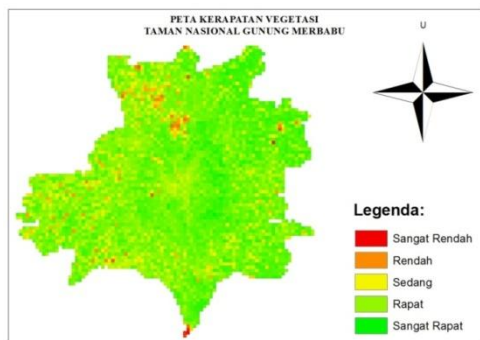 PETA KERAPATAN VEGETASI
TAMAN NASIONAL GUNUNG MERBABU
U
Legenda:
Sangat Rendah
Rendah
Sedang
Rapat
Sangat Rapat